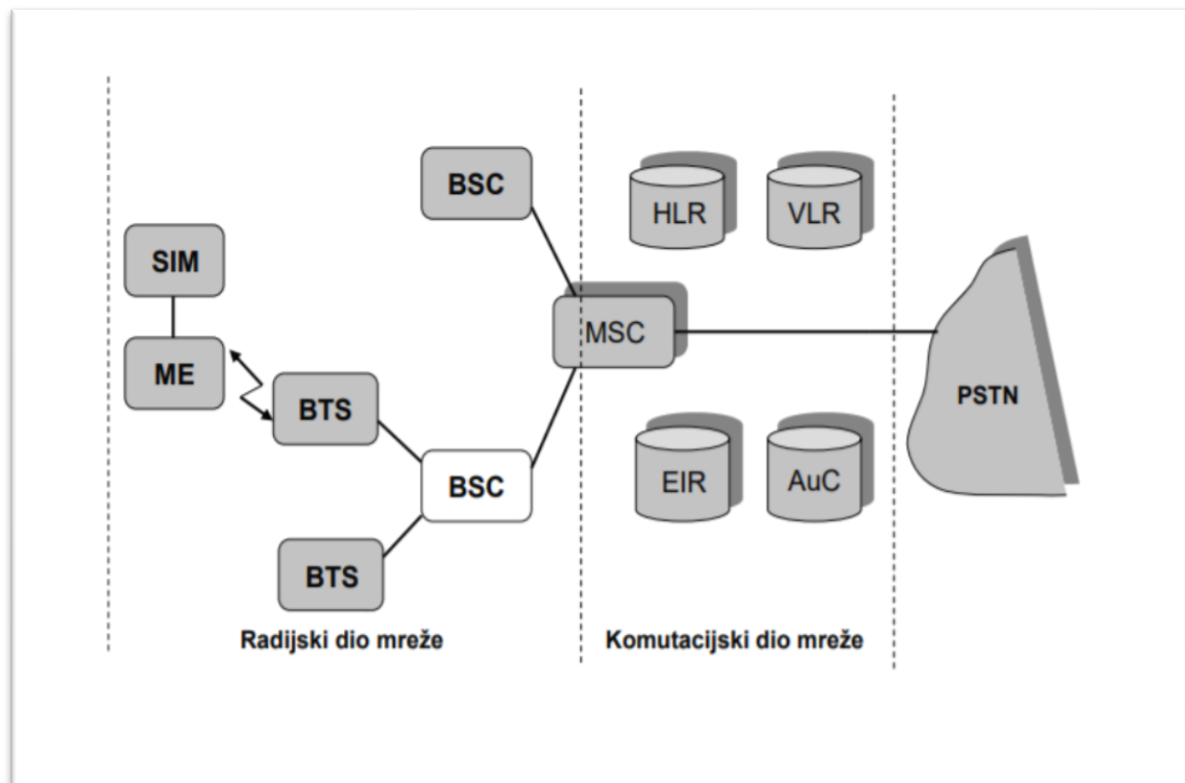 BSC
HLR
VLR
SIM
MSC
ME
BTS
PSTN
BSC
EIR
AuC
BTS
Radijski dio mreže
Komutacijski dio mreže